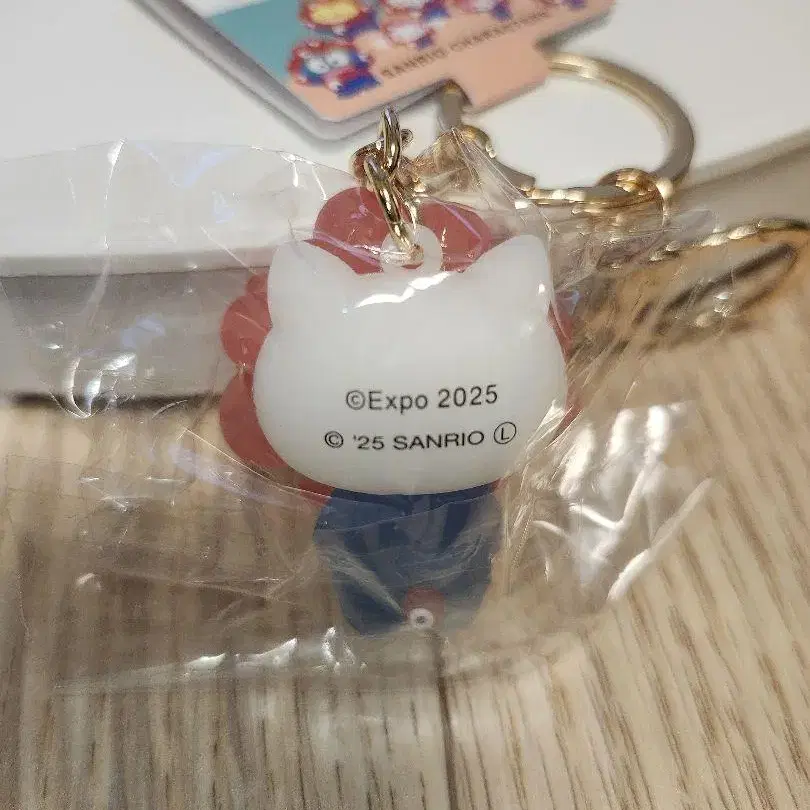 SANRIO CHARACTERS
©Expo 2025
© '25 SANRIO Ⓛ